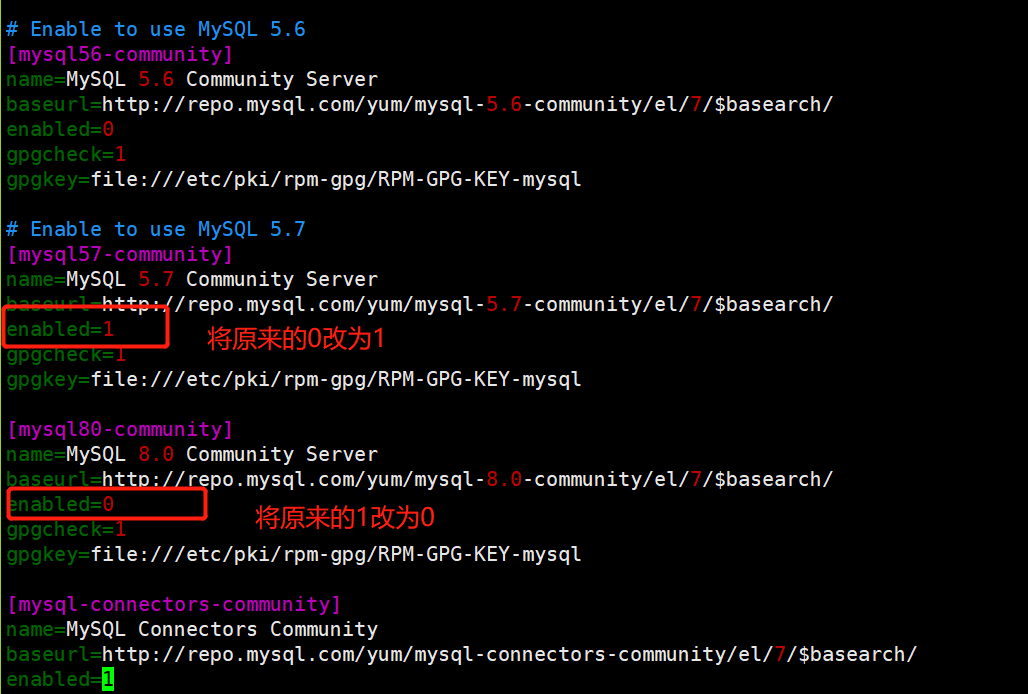 # Enable to use MySQL 5.6
[mysql56-community]
name=MySQL 5.6 Community Server
baseurl=http://repo.mysql.com/yum/mysql-5.6-community/el/7/$basearch/
enabled=0
gpgcheck=1
gpgkey=file:///etc/pki/rpm-gpg/RPM-GPG-KEY-mysql
# Enable to use MySQL 5.7
[mysql57-community]
name=MySQL 5.7 Community Server
baseurl=http://repo.mysql.com/yum/mysql-5.7-community/el/7/$basearch/
enabled=1
将原来的0改为1
gpgcheck=1
gpgkey=file:///etc/pki/rpm-gpg/RPM-GPG-KEY-mysql
[mysql80-community]
name=MySQL 8.0 Community Server
baseurl=http://repo.mysql.com/yum/mysql-8.0-community/el/7/$basearch/
enabled=0
将原来的1改为0
gpgcheck=1
gpgkey=file:///etc/pki/rpm-gpg/RPM-GPG-KEY-mysql
[mysql-connectors-community]
name=MySQL Connectors Community
baseurl=http://repo.mysql.com/yum/mysql-connectors-community/el/7/$basearch/
enabled=1